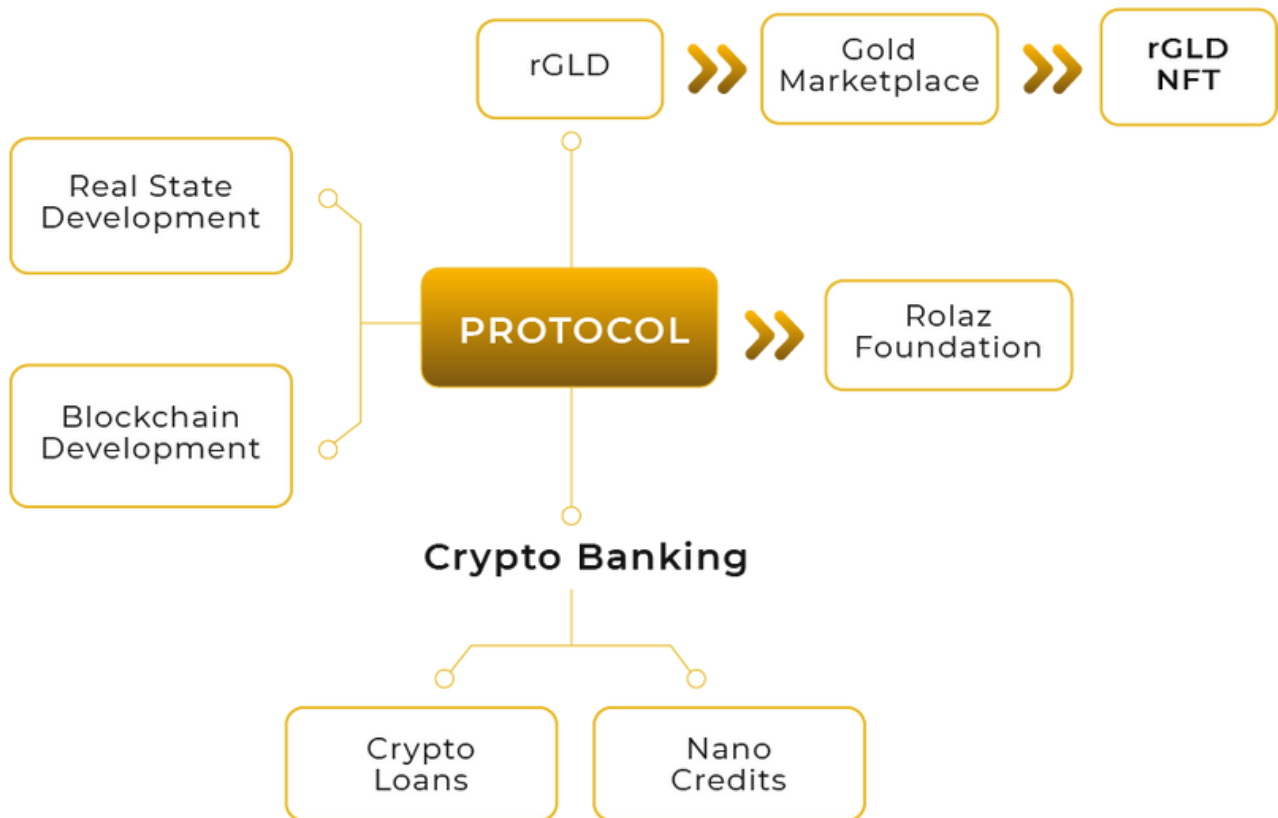 rGLD
Gold
Marketplace
rGLD
NFT
Real State
Development
PROTOCOL
Rolaz
Foundation
Blockchain
Development
Crypto Banking
Crypto
Loans
Nano
Credits